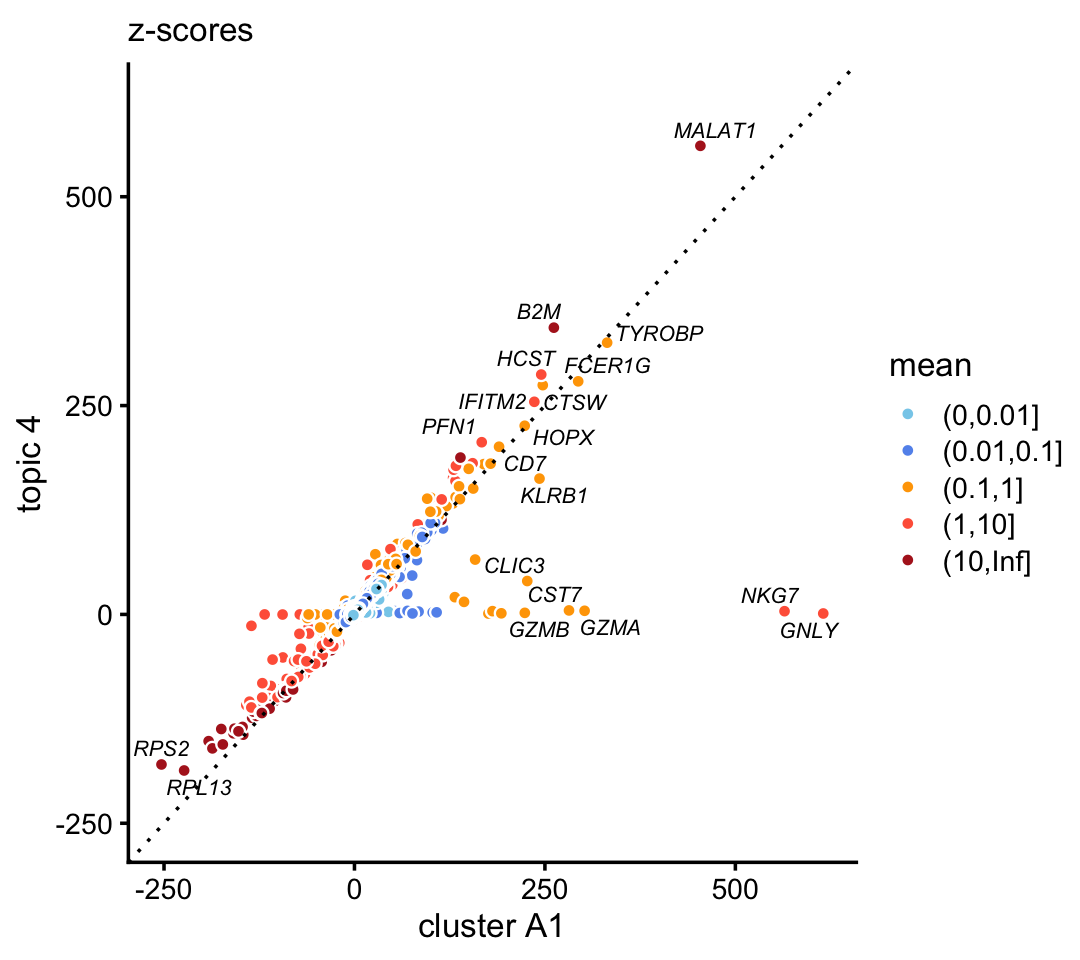 z-scores
MALAT1
500
B2M
TYROBP
HCST
FCER1G
mean
250
IFITM2
CTSW
(0,0.01]
PFN1
HOPX
(0.01,0.1]
topic 4
CD7
KLRB1
(0.1,1]
(1,10]
CLIC3
(10,Inf]
CST7
NKG7
0
GZMB
GZMA
GNLY
RPS2
RPL13
-250
-250
0
250
500
cluster A1